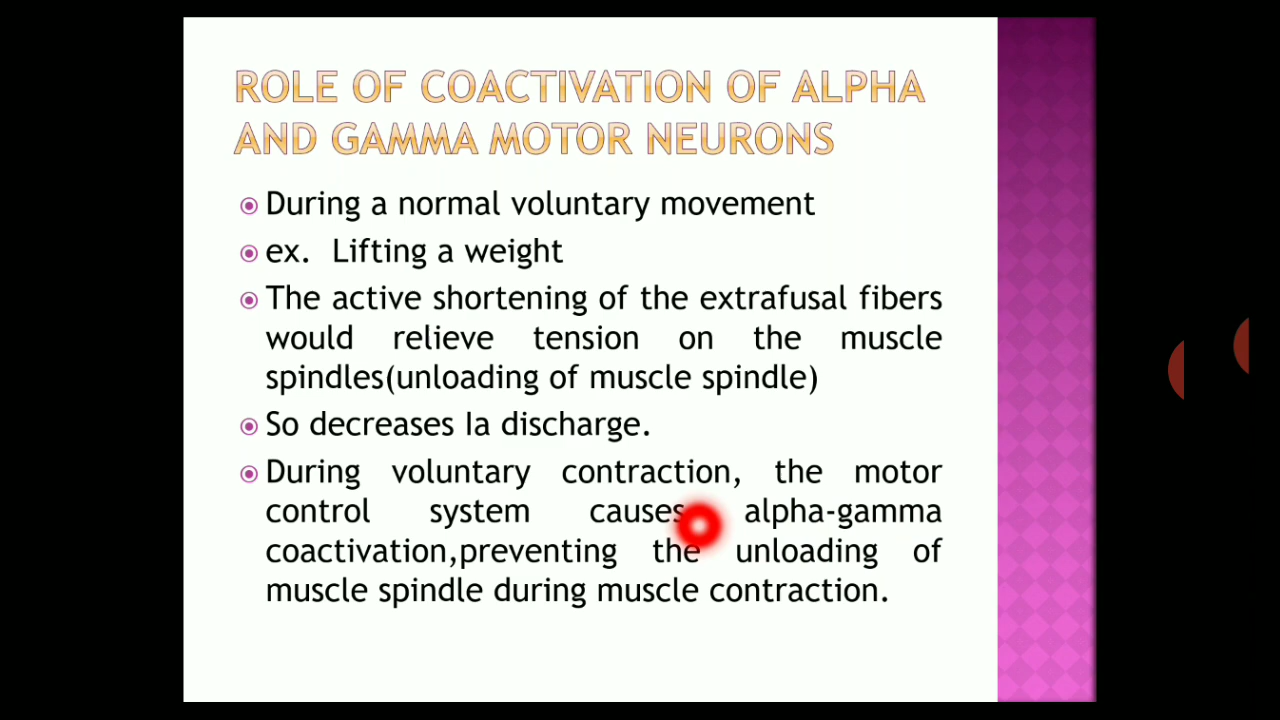 ROLE OF COACTIVATION OF ALPHA
AND GAMMA MOTOR NEURONS
During a normal voluntary movement
ex. Lifting a weight
The active shortening of the extrafusal fibers
would relieve tension on the muscle
spindles(unloading of muscle spindle)
So decreases Ia discharge.
During voluntary contraction, the motor
control system causes alpha-gamma
coactivation,preventing the unloading of
muscle spindle during muscle contraction.